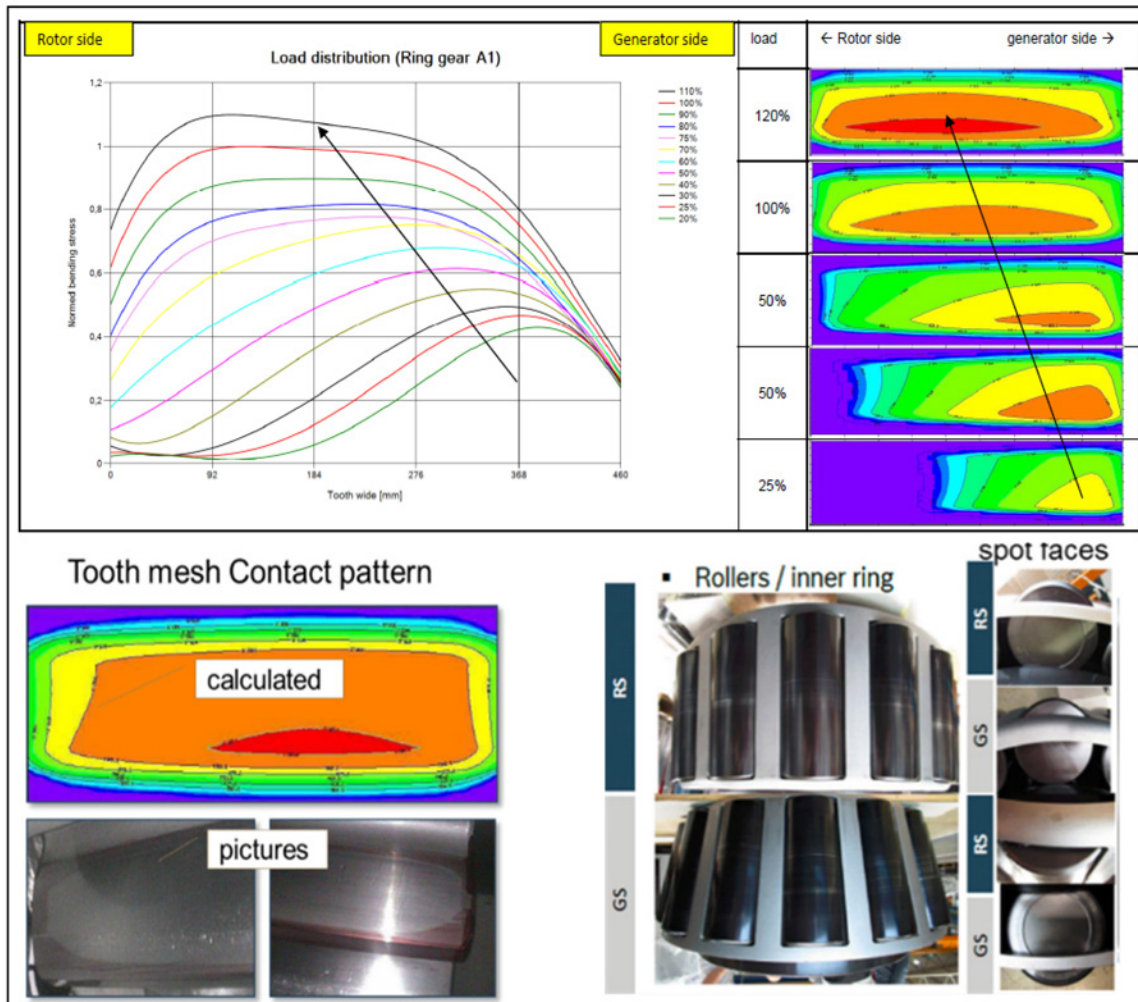 Rotor side
Generator side
load
← Rotor side
generator side →
Load distribution (Ring gear A1)
1,2
1
0,8
0,6
0,4
0,2
0
0
92
184
276
368
460
Normed bending stress
Tooth wide [mm]
110%
100%
90%
80%
75%
70%
60%
50%
40%
30%
25%
20%
120%
100%
50%
50%
25%
Tooth mesh Contact pattern
calculated
pictures
▪ Rollers / inner ring
RS
GS
spot faces
RS
GS
RS
GS